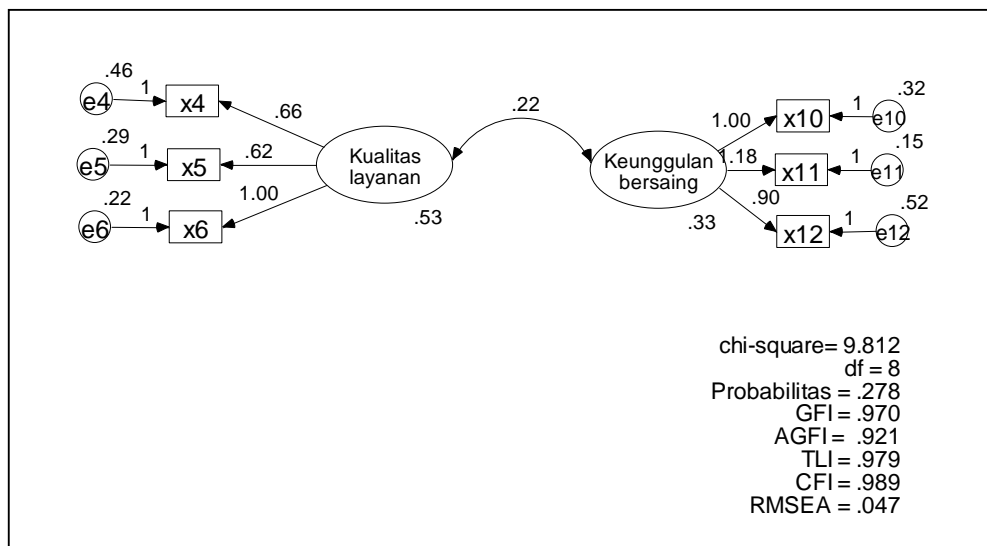 .46
e4
1
x4
.66
.29
e5
1
x5
.62
.22
e6
1
x6
1.00
Kualitas
layanan
.53
.22
Keunggulan
bersaing
.33
1.00
x10
1
.32
e10
1.18
x11
1
.15
e11
.90
x12
1
.52
e12
chi-square= 9.812
df = 8
Probabilitas = .278
GFI = .970
AGFI = .921
TLI = .979
CFI = .989
RMSEA = .047